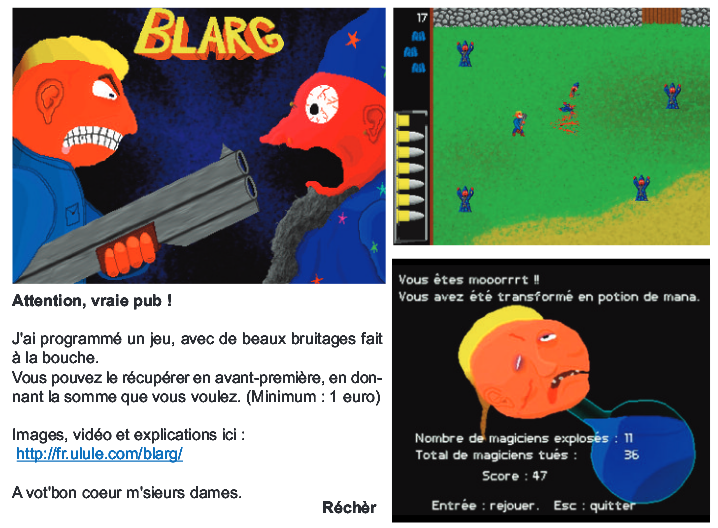 BLARG
17
Attention, vraie pub !
J'ai programmé un jeu, avec de beaux bruitages fait
à la bouche.
Vous pouvez le récupérer en avant-première, en don-
nant la somme que vous voulez. (Minimum : 1 euro)
Images, vidéo et explications ici :
http://fr.ulule.com/blarg/
A vot'bon coeur m'sieurs dames.
Réchèr
Vous êtes mooorrrt !!
Vous avez été transformé en potion de mana.
Nombre de magiciens explosés : 11
Total de magiciens tués : 36
Score : 47
Entrée : rejouer. Esc : quitter